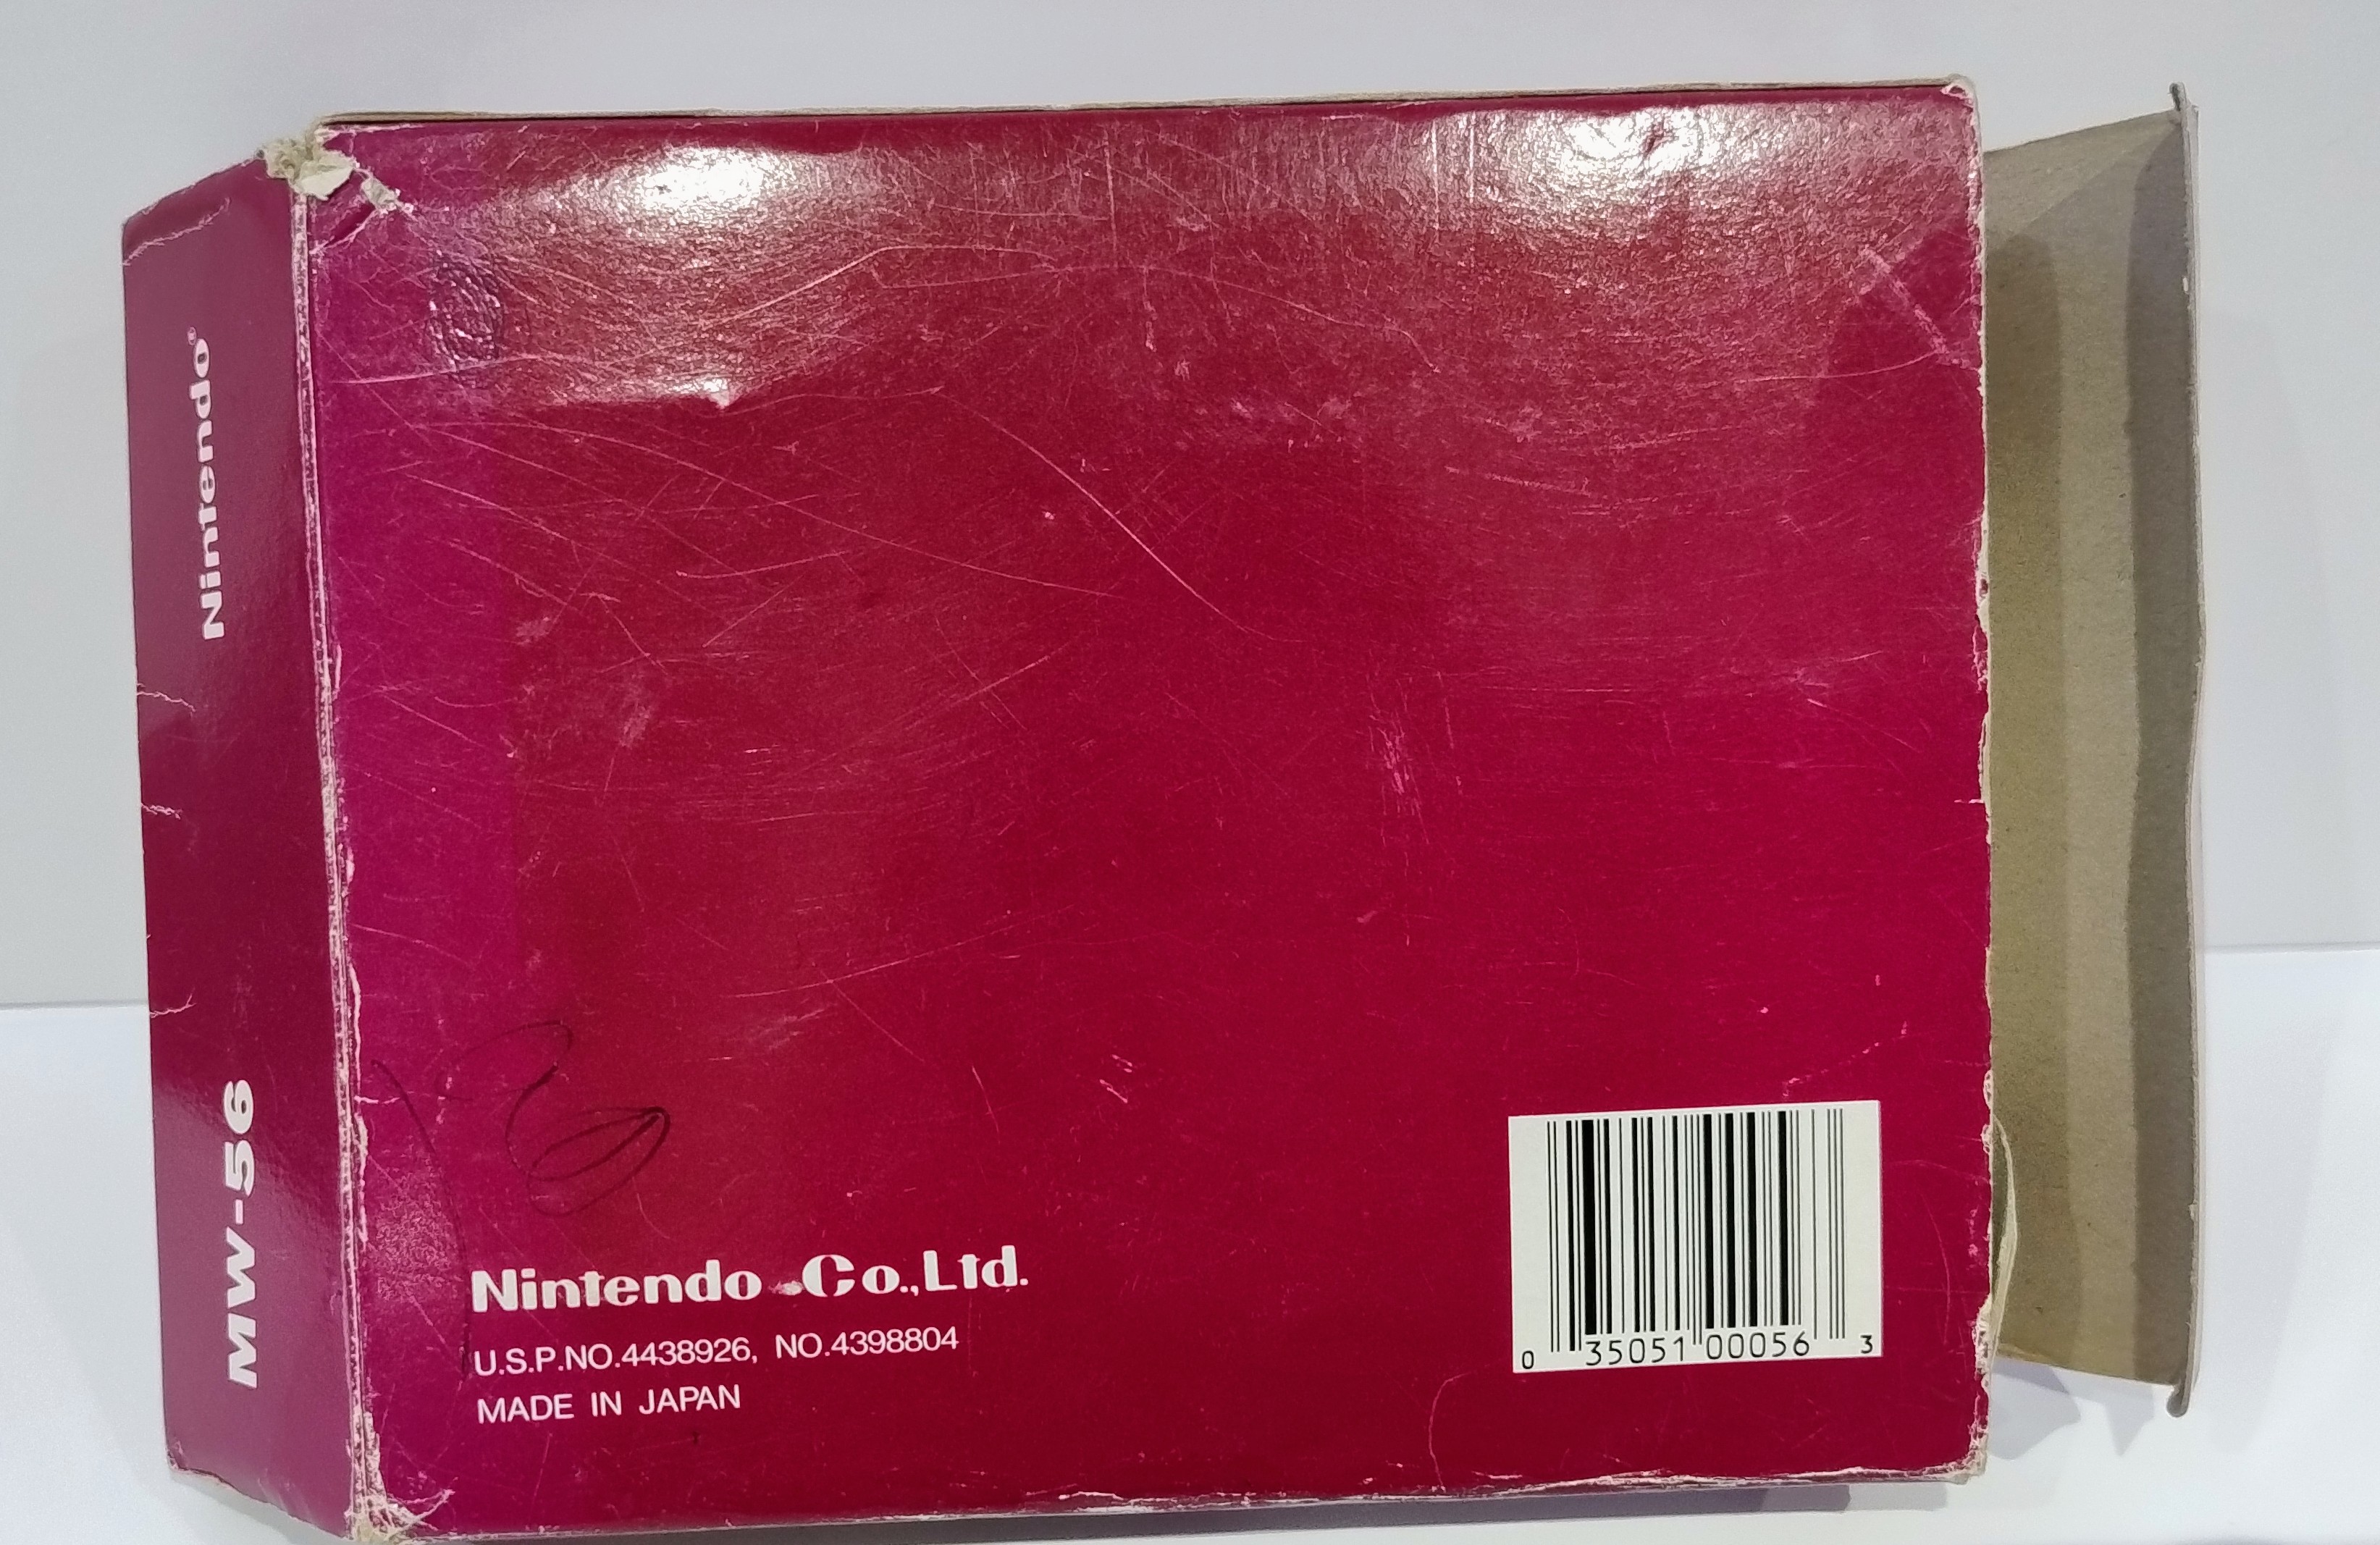 Nintendo®
MW-56
Nintendo Co.,Ltd.
U.S.P.NO.4438926, NO.4398804
MADE IN JAPAN
0 35051 00056 3